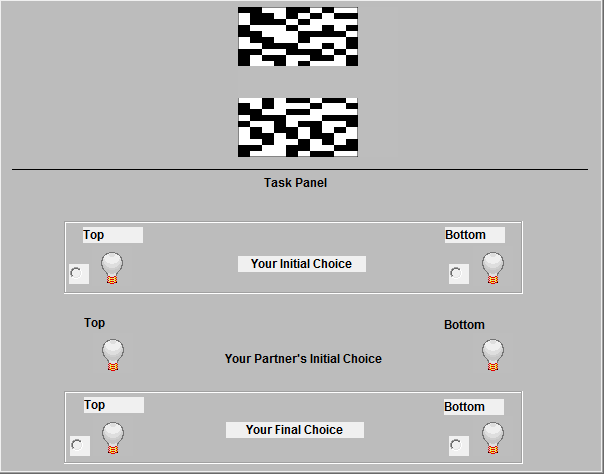 Task Panel
Top
Bottom
Your Initial Choice
Top
Bottom
Your Partner's Initial Choice
Top
Bottom
Your Final Choice